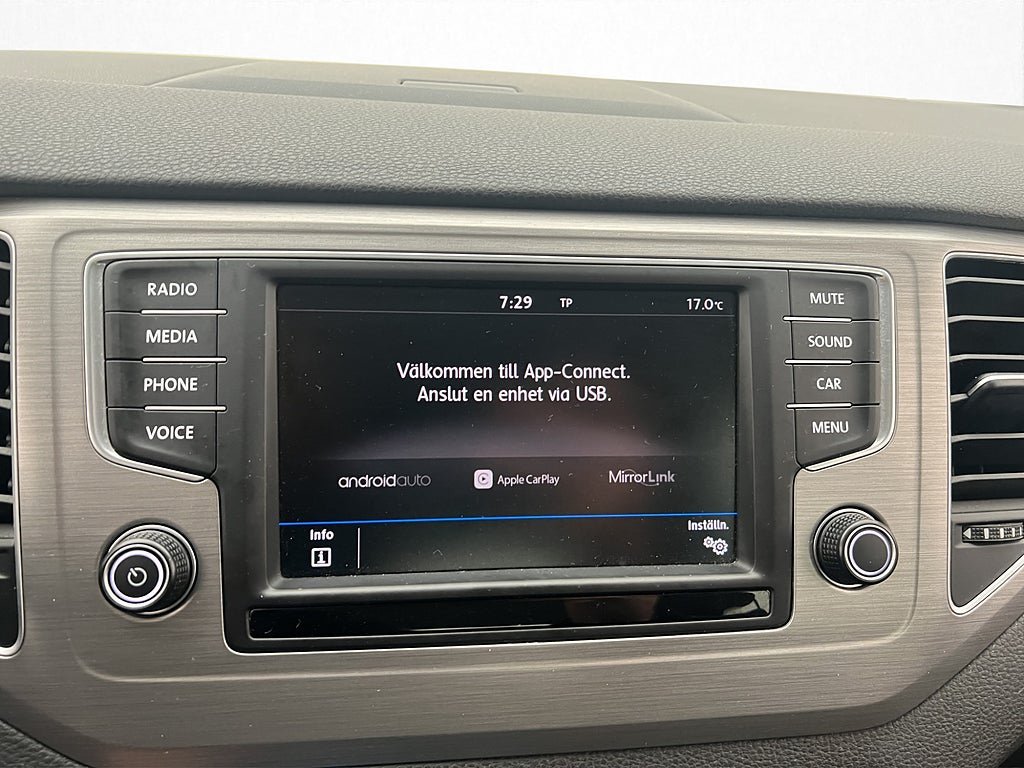 RADIO
MEDIA
PHONE
VOICE
7:29 TP 17.0°C
Välkommen till App-Connect.
Anslut en enhet via USB.
androidauto Apple CarPlay MirrorLink
Info Inställn.
i
MUTE
SOUND
CAR
MENU